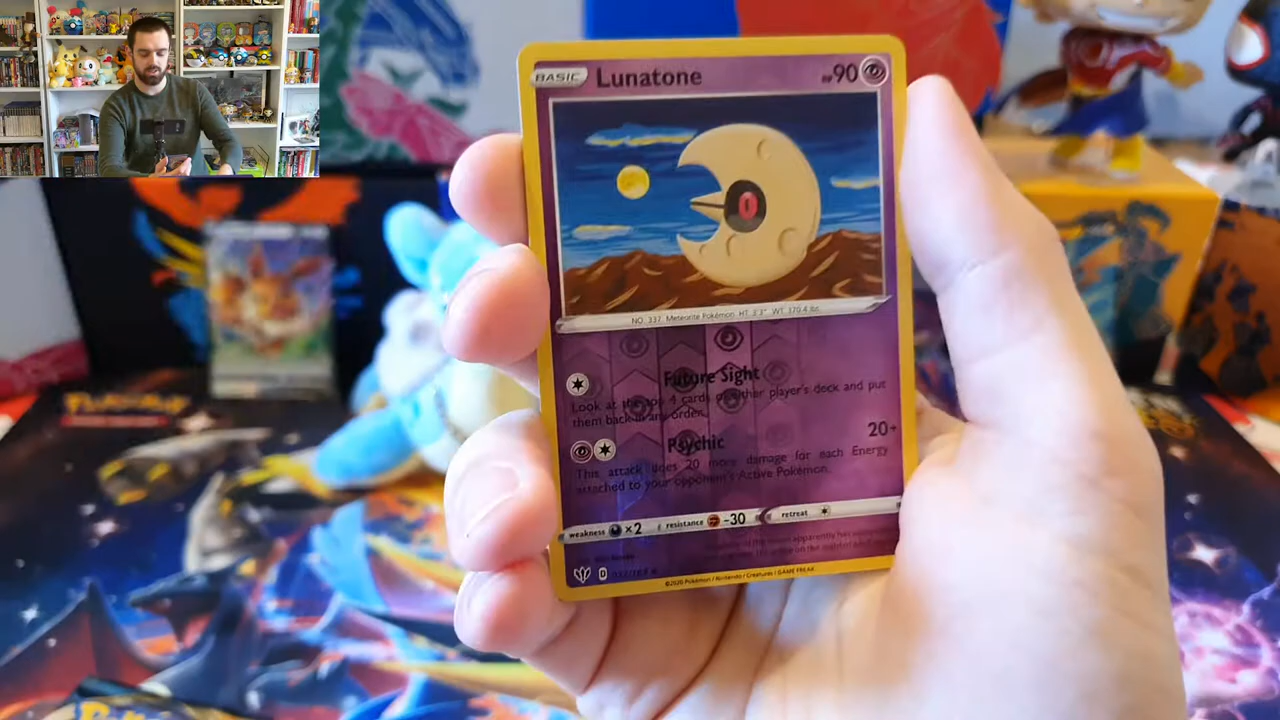 BASIC Lunatone HP90
NO. 337 Meteorite Pokémon HT: 3'3" WT: 370.4 lbs.
Future Sight
Look at the top 4 cards of either player's deck and put
them back in any order.
Psychic 20+
This attack does 20 more damage for each Energy
attached to your opponent's Active Pokémon.
weakness ×2 resistance -30 retreat
D
©2020 Pokémon / Nintendo / Creatures / GAME FREAK
POKÉMON